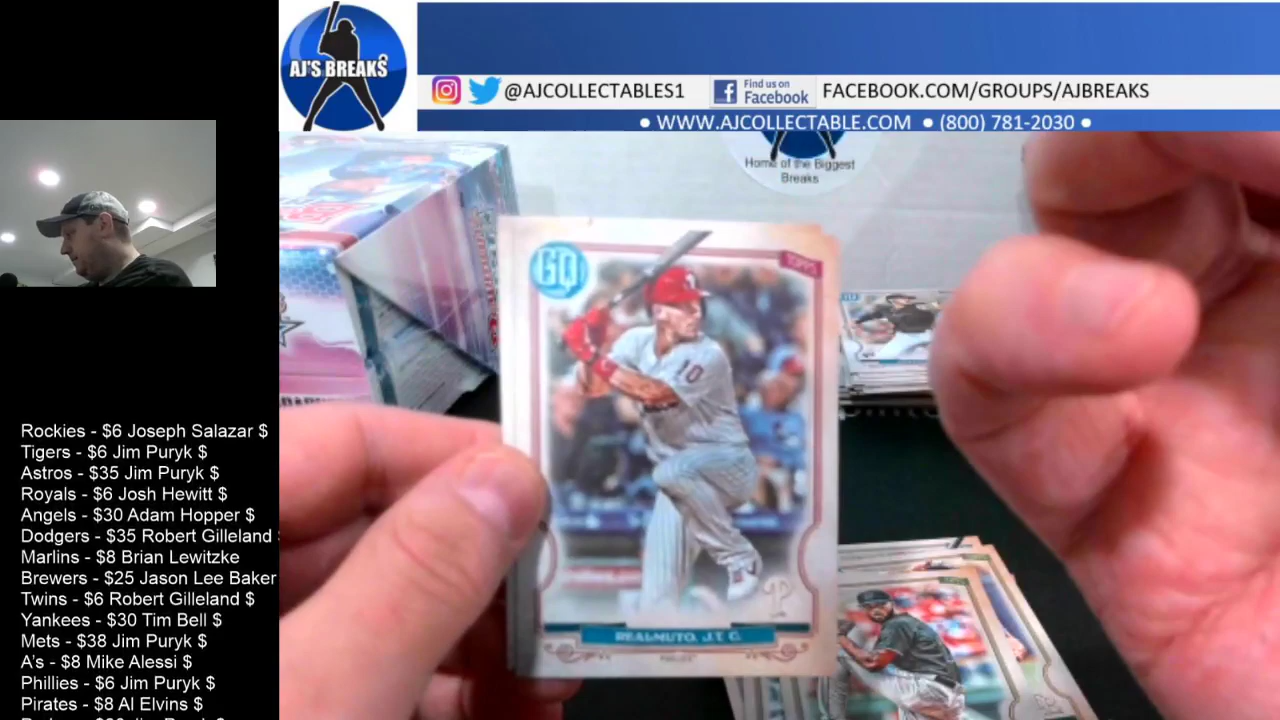 AJ'S BREAKS
@AJCOLLECTABLES1
Find us on
Facebook
FACEBOOK.COM/GROUPS/AJBREAKS
• WWW.AJCOLLECTABLE.COM • (800) 781-2030 •
Home of the Biggest
Breaks
GQ
TOPPS
10
REALMUTO, J.T. C.
PHILLIES
Rockies - $6 Joseph Salazar $
Tigers - $6 Jim Puryk $
Astros - $35 Jim Puryk $
Royals - $6 Josh Hewitt $
Angels - $30 Adam Hopper $
Dodgers - $35 Robert Gilleland $
Marlins - $8 Brian Lewitzke
Brewers - $25 Jason Lee Baker
Twins - $6 Robert Gilleland $
Yankees - $30 Tim Bell $
Mets - $38 Jim Puryk $
A's - $8 Mike Alessi $
Phillies - $6 Jim Puryk $
Pirates - $8 Al Elvins $